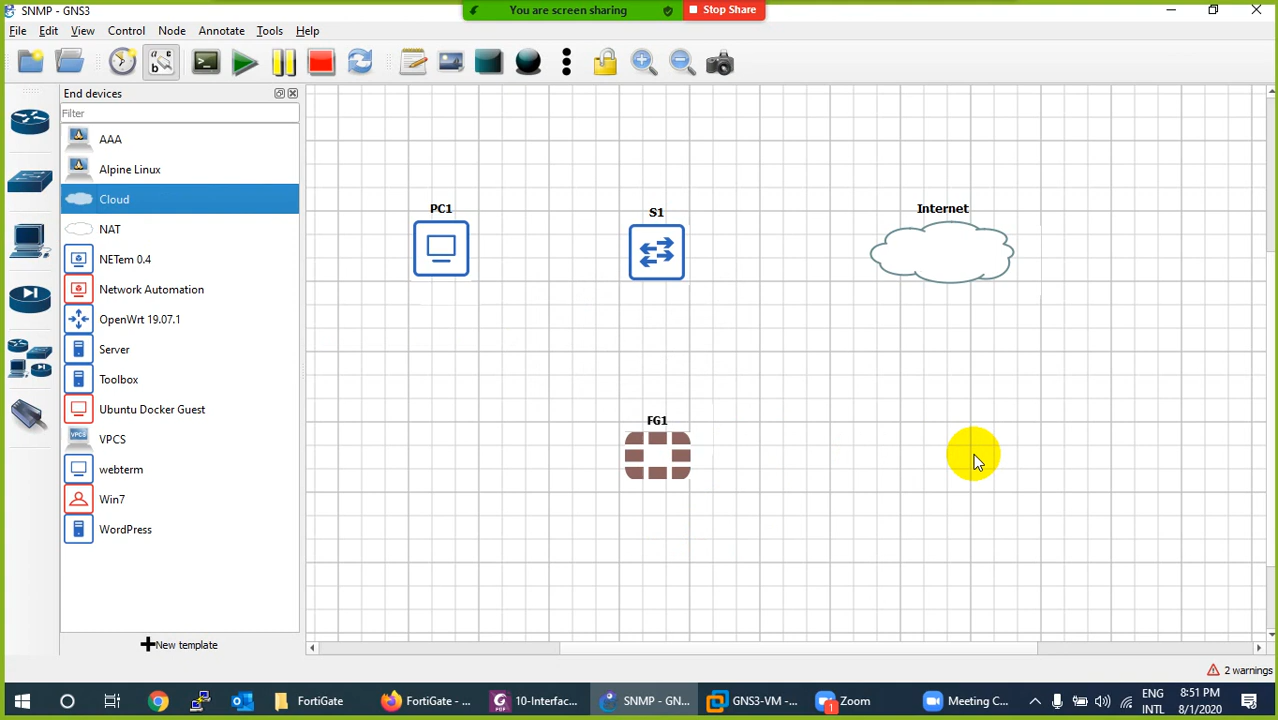 SNMP - GNS3
You are screen sharing
Stop Share
File Edit View Control Node Annotate Tools Help
End devices
Filter
AAA
Alpine Linux
Cloud
NAT
NETem 0.4
Network Automation
OpenWrt 19.07.1
Server
Toolbox
Ubuntu Docker Guest
VPCS
VPCS
webterm
Win7
WordPress
New template
PC1
S1
Internet
FG1
2 warnings
FortiGate
FortiGate - ...
10-Interfac...
SNMP - GN...
GNS3-VM - ...
1
Zoom
Meeting C...
ENG
INTL
8:51 PM
8/1/2020